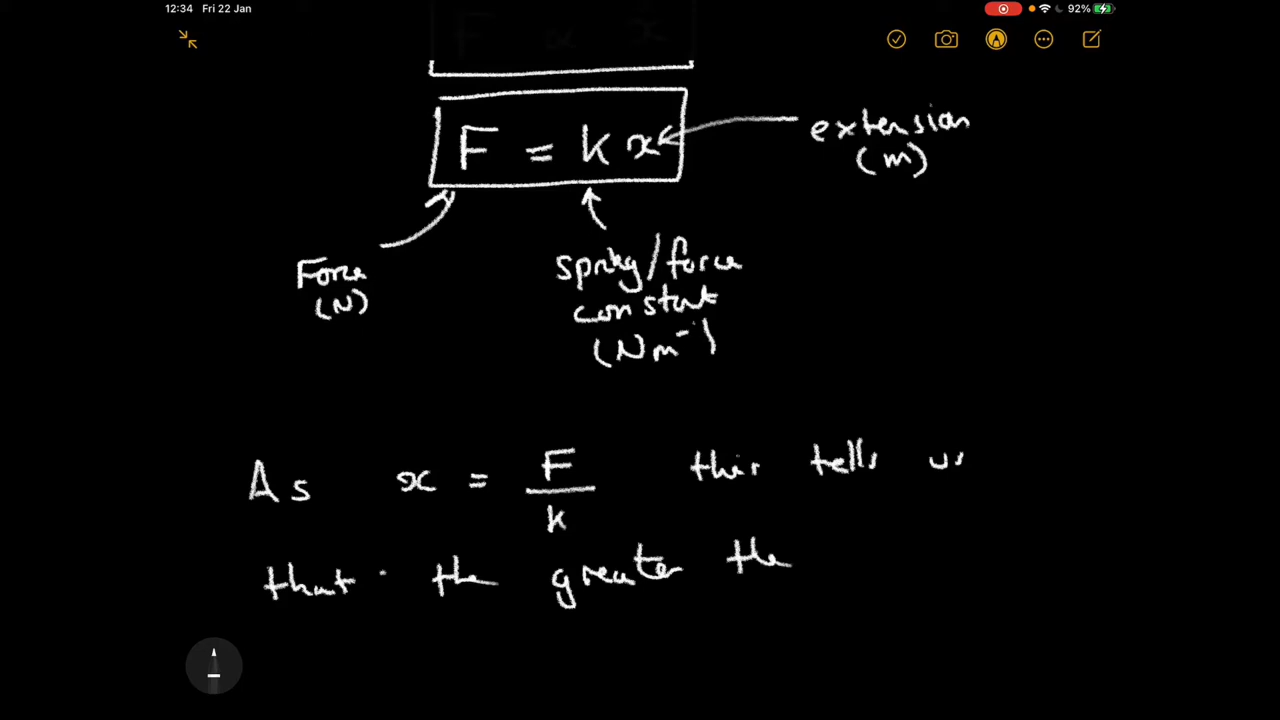 12:34 Fri 22 Jan
92%
F ∝ x
F = kx
extension
(m)
Force
(N)
spring/force
constant
(Nm⁻¹)
As x = F/k this tells us
that the greater the